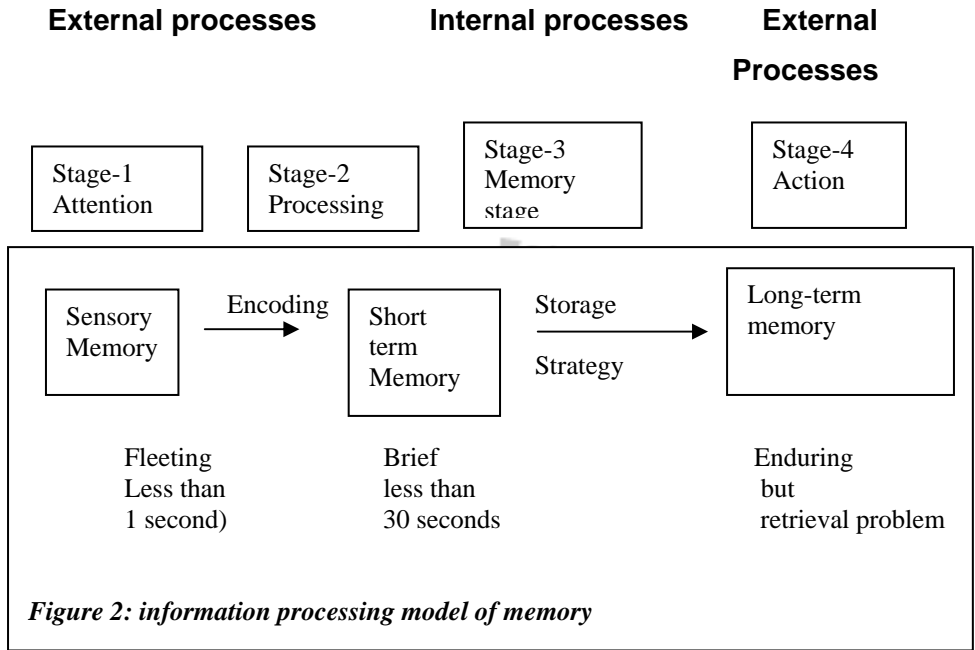 External processes
Internal processes
External
Processes
Stage-1
Attention
Stage-2
Processing
Stage-3
Memory
stage
Stage-4
Action
Sensory
Memory
Encoding
Short
term
Memory
Storage
Strategy
Long-term
memory
Fleeting
Less than
1 second)
Brief
less than
30 seconds
Enduring
but
retrieval problem
Figure 2: information processing model of memory